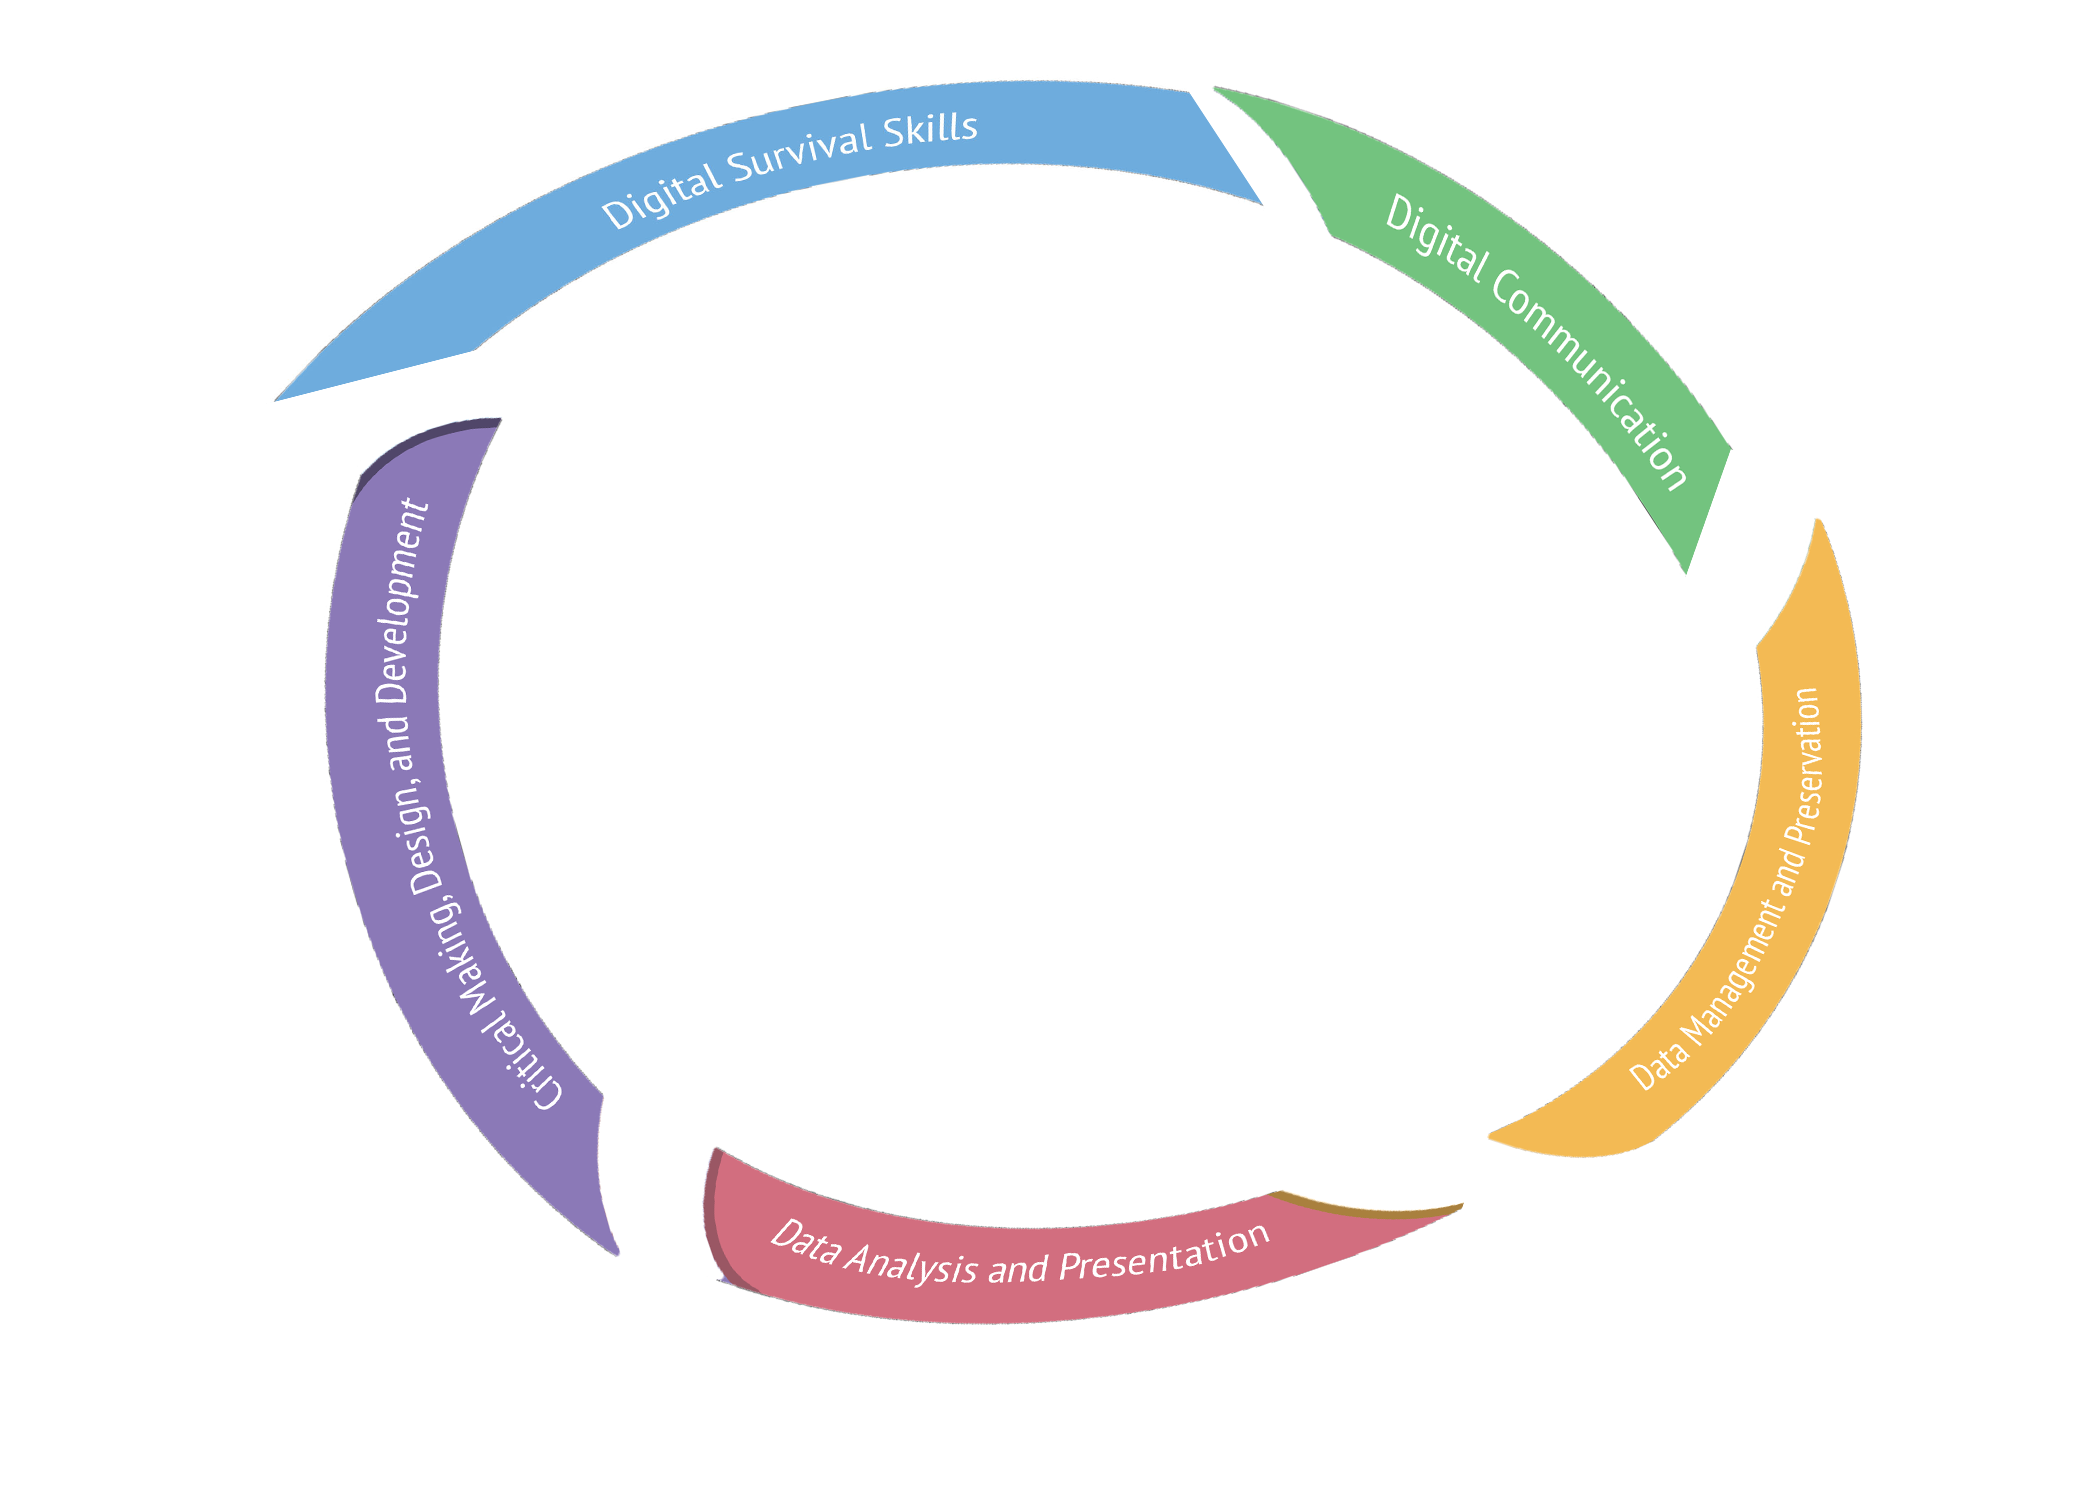 Digital Survival Skills
Digital Communication
Data Management and Preservation
Data Analysis and Presentation
Critical Making, Design, and Development